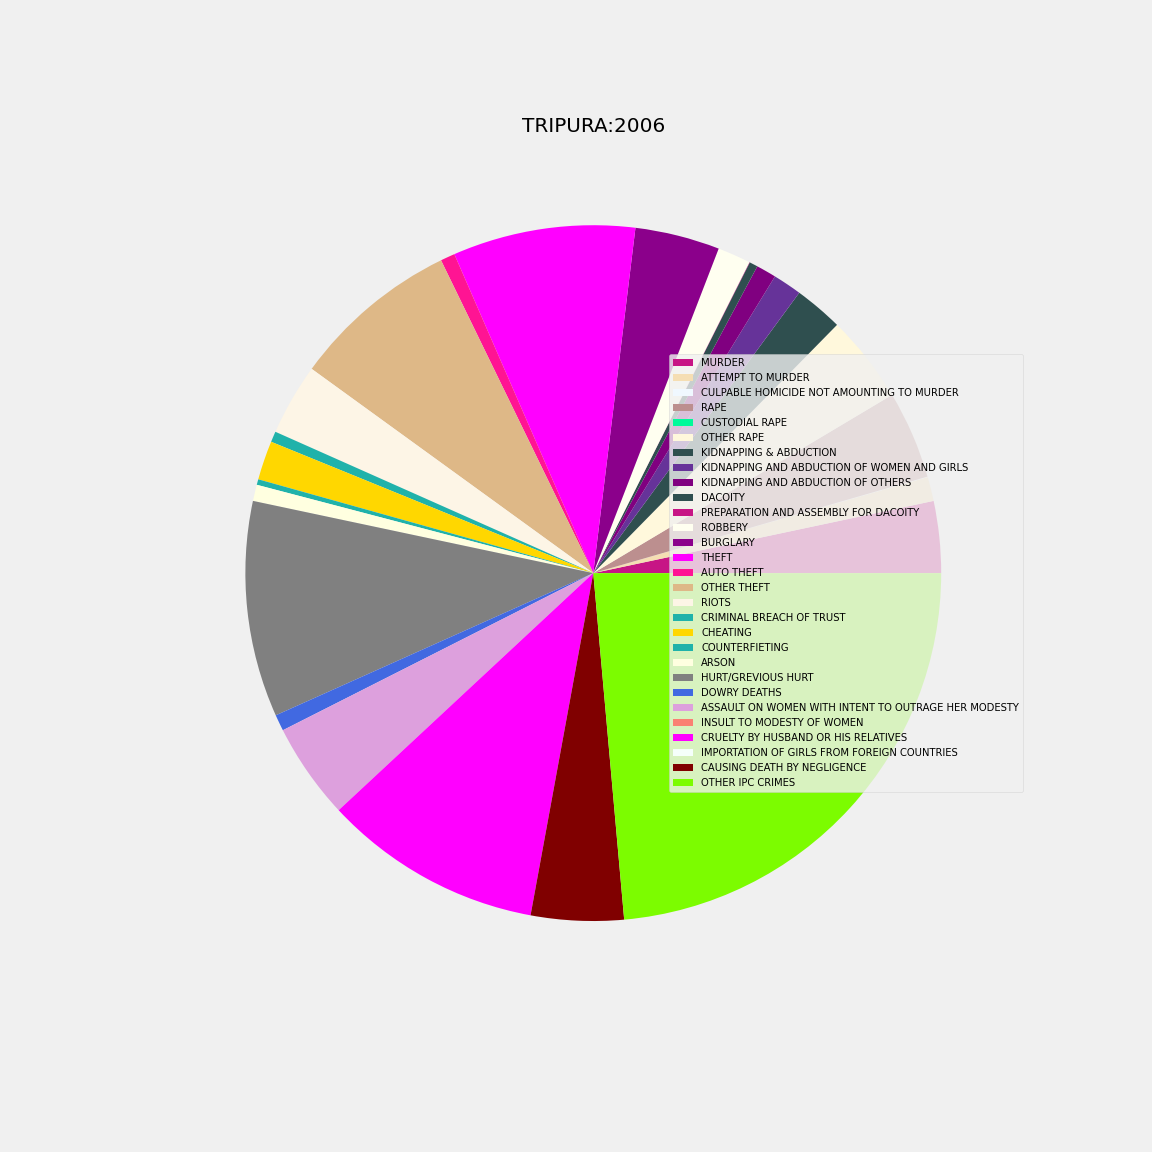 TRIPURA:2006
MURDER
ATTEMPT TO MURDER
CULPABLE HOMICIDE NOT AMOUNTING TO MURDER
RAPE
CUSTODIAL RAPE
OTHER RAPE
KIDNAPPING & ABDUCTION
KIDNAPPING AND ABDUCTION OF WOMEN AND GIRLS
KIDNAPPING AND ABDUCTION OF OTHERS
DACOITY
PREPARATION AND ASSEMBLY FOR DACOITY
ROBBERY
BURGLARY
THEFT
AUTO THEFT
OTHER THEFT
RIOTS
CRIMINAL BREACH OF TRUST
CHEATING
COUNTERFIETING
ARSON
HURT/GREVIOUS HURT
DOWRY DEATHS
ASSAULT ON WOMEN WITH INTENT TO OUTRAGE HER MODESTY
INSULT TO MODESTY OF WOMEN
CRUELTY BY HUSBAND OR HIS RELATIVES
IMPORTATION OF GIRLS FROM FOREIGN COUNTRIES
CAUSING DEATH BY NEGLIGENCE
OTHER IPC CRIMES